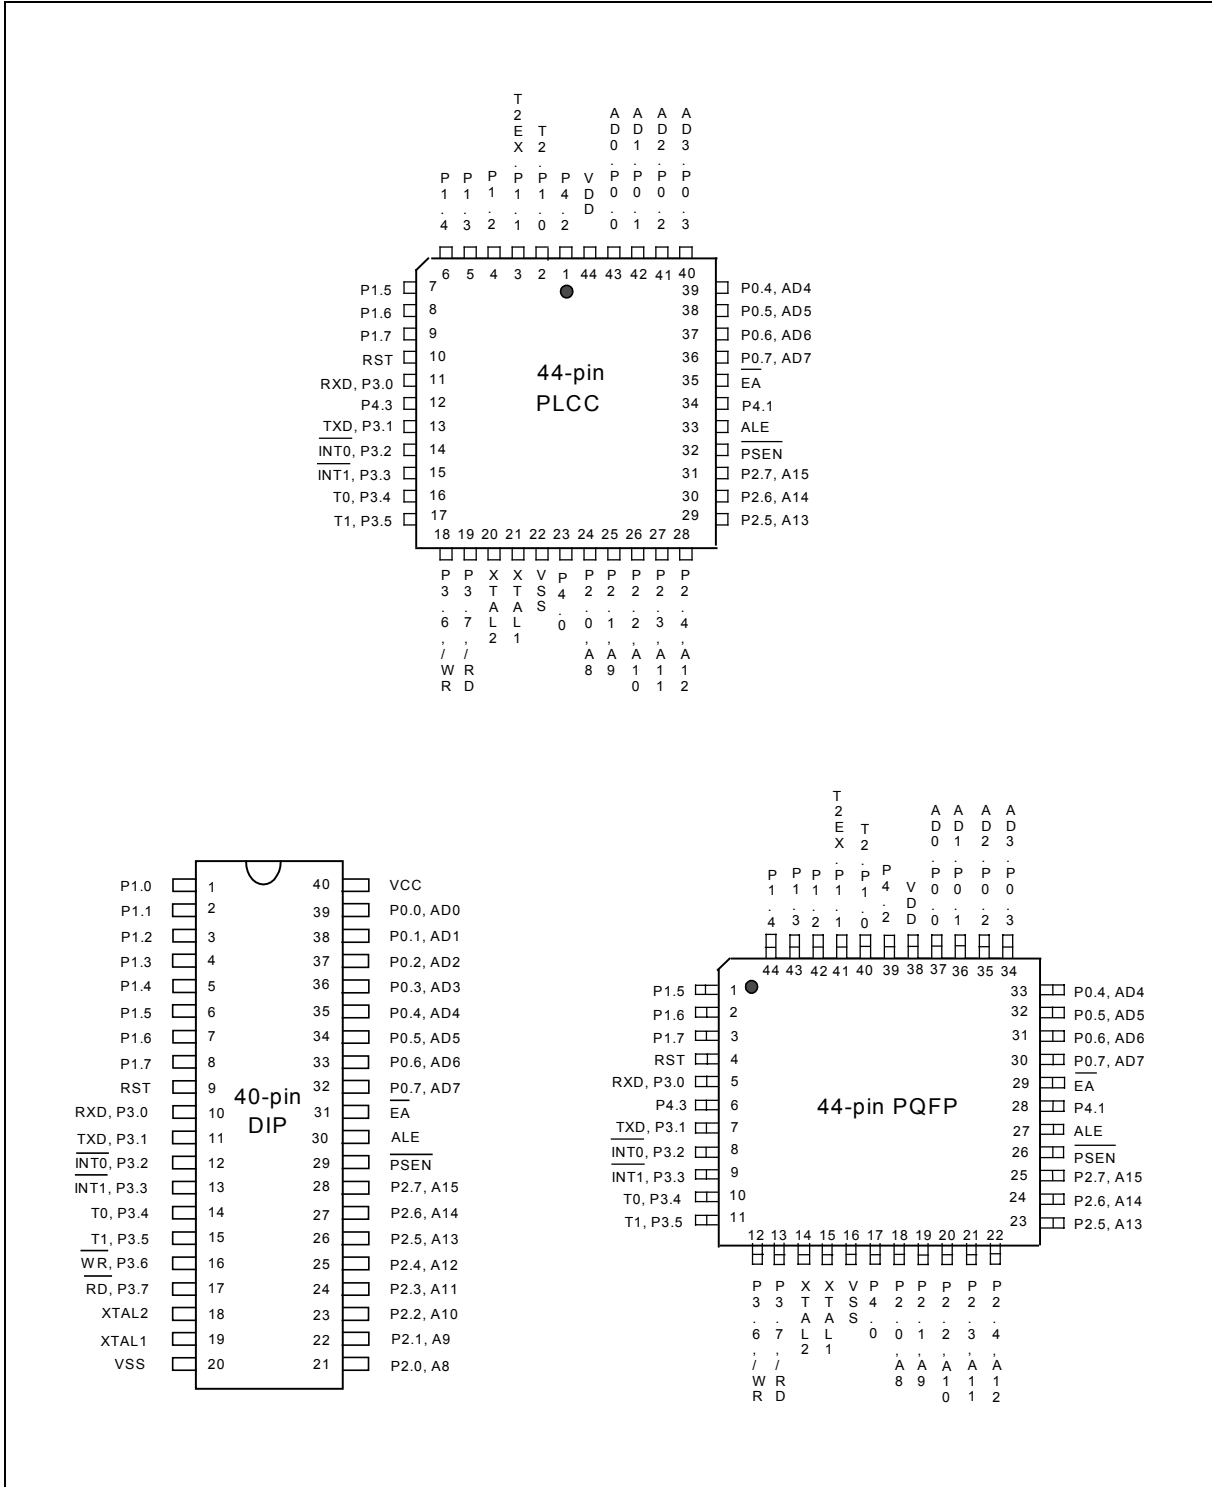 T2EX.P1.1
T2.P1.0
AD0.P0.0
AD1.P0.1
AD2.P0.2
AD3.P0.3
P1.4
P1.3
P1.2
P4.2
VDD
6 5 4 3 2 1 44 43 42 41 40
P1.5 7 39 P0.4, AD4
P1.6 8 38 P0.5, AD5
P1.7 9 37 P0.6, AD6
RST 10 36 P0.7, AD7
RXD, P3.0 11 35 EA
P4.3 12 34 P4.1
TXD, P3.1 13 33 ALE
INT0, P3.2 14 32 PSEN
INT1, P3.3 15 31 P2.7, A15
T0, P3.4 16 30 P2.6, A14
T1, P3.5 17 29 P2.5, A13
44-pin
PLCC
18 19 20 21 22 23 24 25 26 27 28
P3.6,/WR
P3.7,/RD
XTAL2
XTAL1
VSS
P4.0
P2.0,A8
P2.1,A9
P2.2,A10
P2.3,A11
P2.4,A12
P1.0 1 40 VCC
P1.1 2 39 P0.0, AD0
P1.2 3 38 P0.1, AD1
P1.3 4 37 P0.2, AD2
P1.4 5 36 P0.3, AD3
P1.5 6 35 P0.4, AD4
P1.6 7 34 P0.5, AD5
P1.7 8 33 P0.6, AD6
RST 9 32 P0.7, AD7
RXD, P3.0 10 31 EA
TXD, P3.1 11 30 ALE
INT0, P3.2 12 29 PSEN
INT1, P3.3 13 28 P2.7, A15
T0, P3.4 14 27 P2.6, A14
T1, P3.5 15 26 P2.5, A13
WR, P3.6 16 25 P2.4, A12
RD, P3.7 17 24 P2.3, A11
XTAL2 18 23 P2.2, A10
XTAL1 19 22 P2.1, A9
VSS 20 21 P2.0, A8
40-pin
DIP
P1.4
P1.3
P1.2
T2EX.P1.1
T2.P1.0
P4.2
VDD
AD0.P0.0
AD1.P0.1
AD2.P0.2
AD3.P0.3
44 43 42 41 40 39 38 37 36 35 34
P1.5 1 33 P0.4, AD4
P1.6 2 32 P0.5, AD5
P1.7 3 31 P0.6, AD6
RST 4 30 P0.7, AD7
RXD, P3.0 5 29 EA
P4.3 6 28 P4.1
TXD, P3.1 7 27 ALE
INT0, P3.2 8 26 PSEN
INT1, P3.3 9 25 P2.7, A15
T0, P3.4 10 24 P2.6, A14
T1, P3.5 11 23 P2.5, A13
44-pin PQFP
12 13 14 15 16 17 18 19 20 21 22
P3.6,/WR
P3.7,/RD
XTAL2
XTAL1
VSS
P4.0
P2.0,A8
P2.1,A9
P2.2,A10
P2.3,A11
P2.4,A12